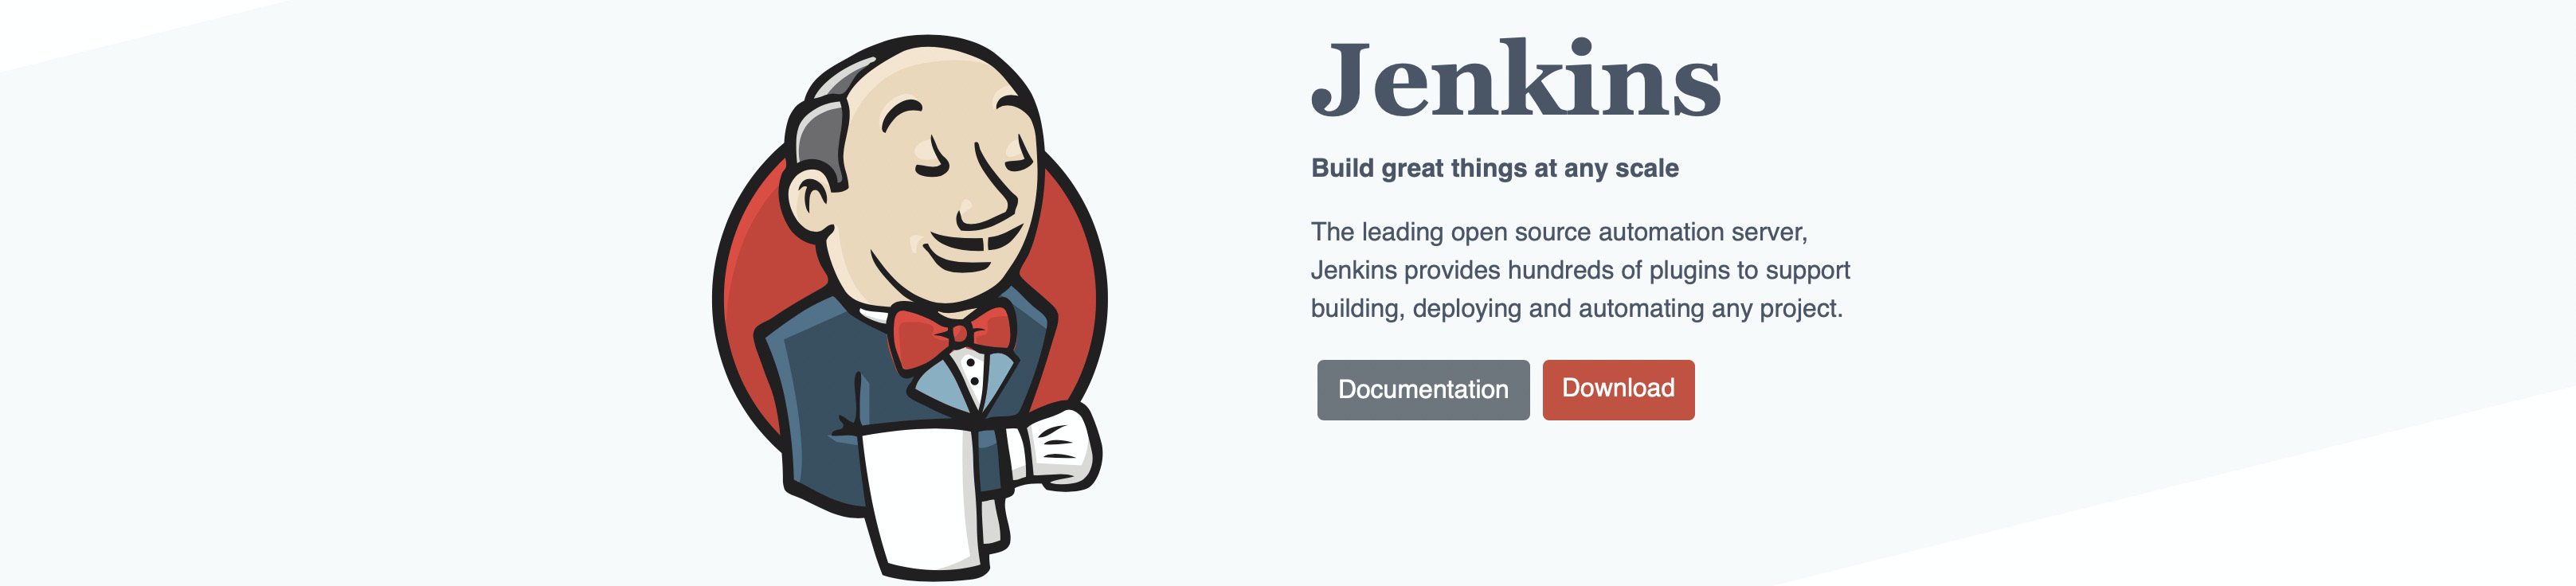 Jenkins
Build great things at any scale
The leading open source automation server,
Jenkins provides hundreds of plugins to support
building, deploying and automating any project.
Documentation
Download